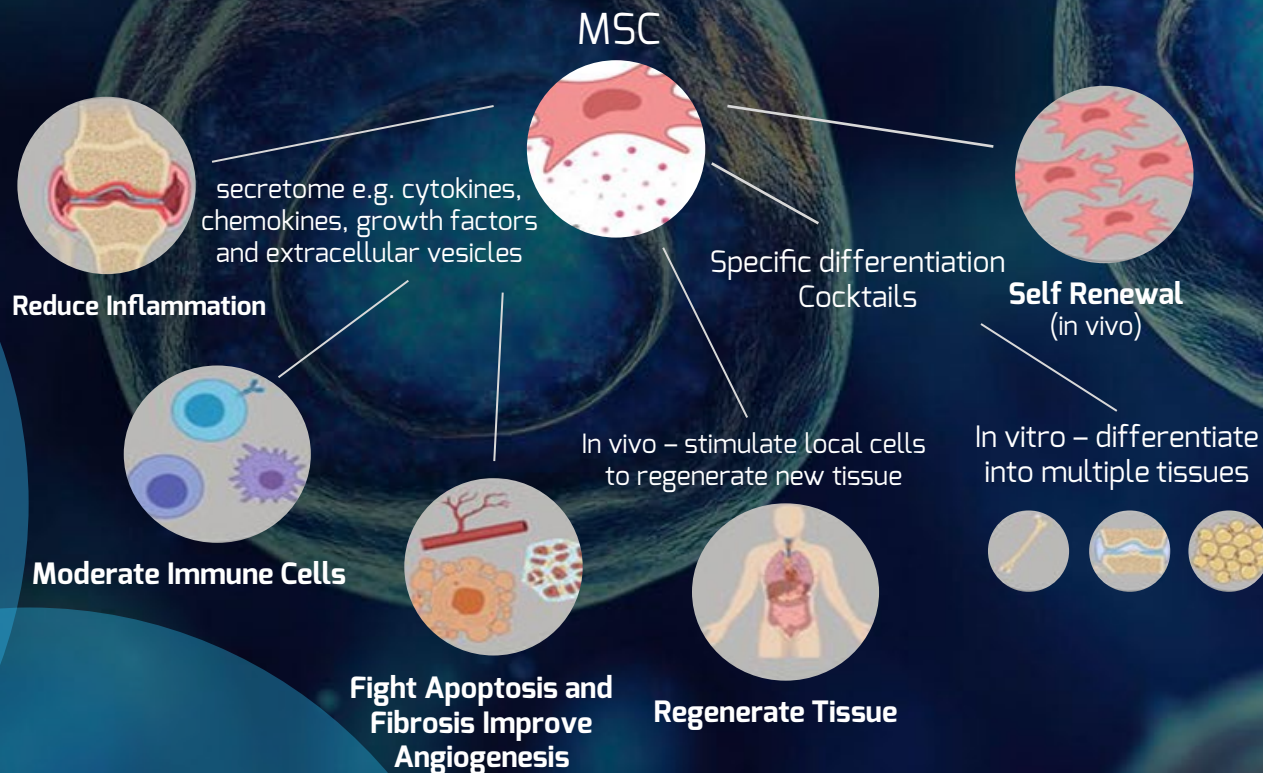 MSC
secretome e.g. cytokines,
chemokines, growth factors
and extracellular vesicles
Reduce Inflammation
Specific differentiation
Cocktails
Self Renewal
(in vivo)
In vivo – stimulate local cells
to regenerate new tissue
In vitro – differentiate
into multiple tissues
Moderate Immune Cells
Fight Apoptosis and
Fibrosis Improve
Angiogenesis
Regenerate Tissue